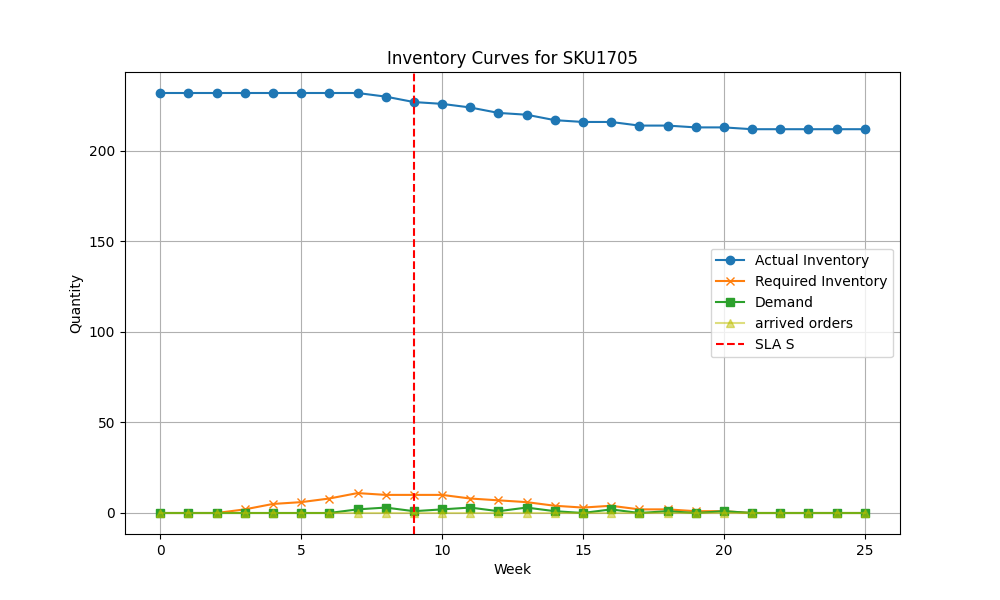 Inventory Curves for SKU1705
200
150
100
50
0
Quantity
Actual Inventory
Required Inventory
Demand
arrived orders
SLA S
0 5 10 15 20 25
Week